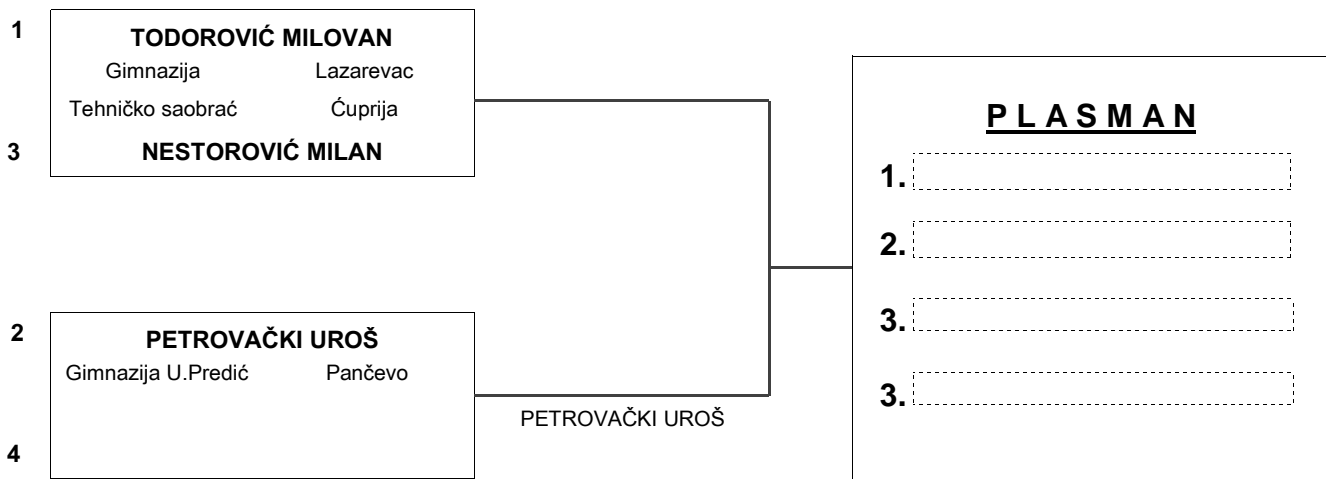 1
TODOROVIĆ MILOVAN
Gimnazija Lazarevac
Tehničko saobrać Ćuprija
3
NESTOROVIĆ MILAN
2
PETROVAČKI UROŠ
Gimnazija U.Predić Pančevo
4
PETROVAČKI UROŠ
P L A S M A N
1.
2.
3.
3.